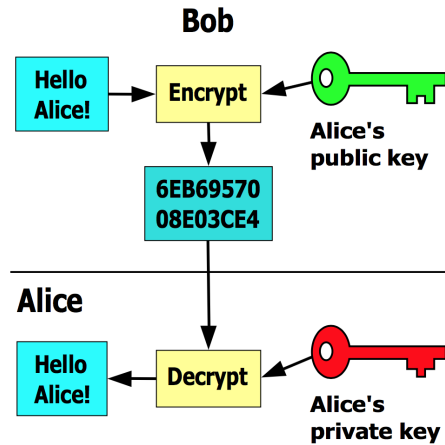 Bob
Hello
Alice!
Encrypt
Alice's
public key
6EB69570
08E03CE4
Alice
Hello
Alice!
Decrypt
Alice's
private key